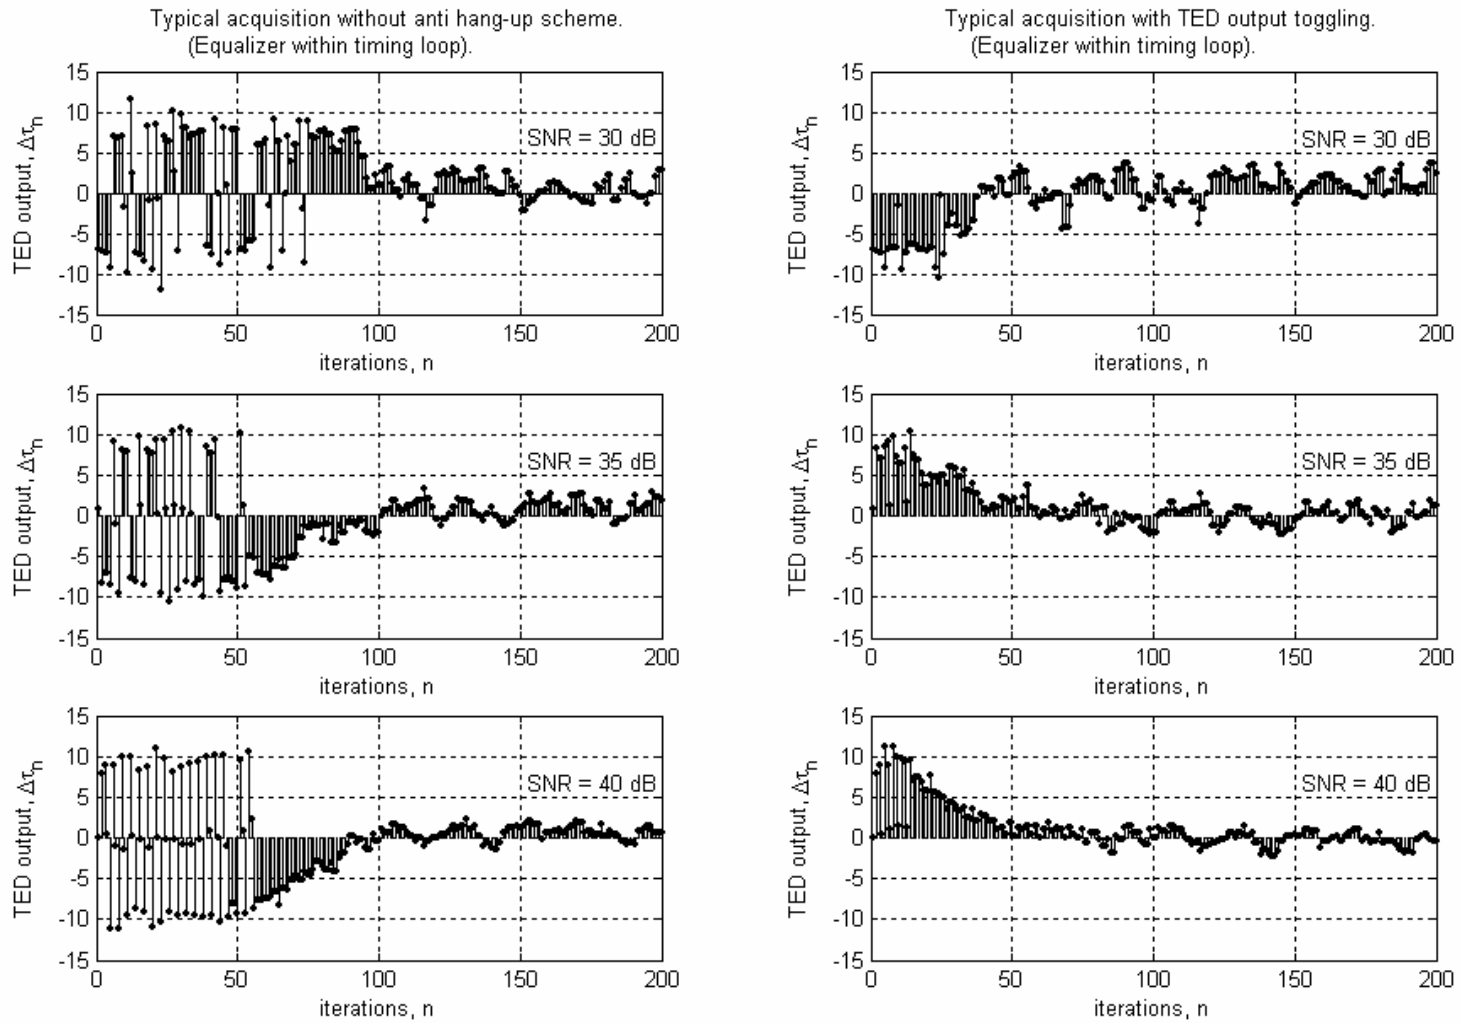 Typical acquisition without anti hang-up scheme.
(Equalizer within timing loop).
15
10
5
0
-5
-10
-15
TED output, Δτn
SNR = 30 dB
0 50 100 150 200
iterations, n
Typical acquisition with TED output toggling.
(Equalizer within timing loop).
15
10
5
0
-5
-10
-15
TED output, Δτn
SNR = 30 dB
0 50 100 150 200
iterations, n
15
10
5
0
-5
-10
-15
TED output, Δτn
SNR = 35 dB
0 50 100 150 200
iterations, n
15
10
5
0
-5
-10
-15
TED output, Δτn
SNR = 35 dB
0 50 100 150 200
iterations, n
15
10
5
0
-5
-10
-15
TED output, Δτn
SNR = 40 dB
0 50 100 150 200
iterations, n
15
10
5
0
-5
-10
-15
TED output, Δτn
SNR = 40 dB
0 50 100 150 200
iterations, n